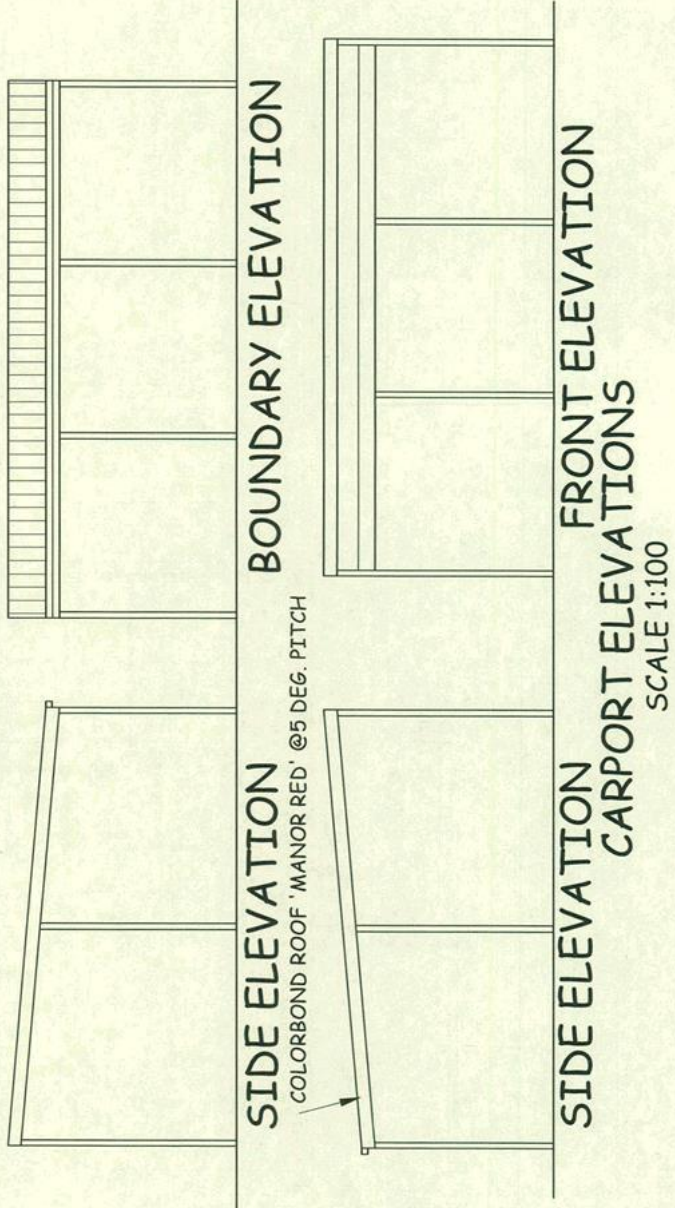 SIDE ELEVATION
BOUNDARY ELEVATION
COLORBOND ROOF 'MANOR RED' @5 DEG. PITCH
SIDE ELEVATION
FRONT ELEVATION
CARPORT ELEVATIONS
SCALE 1:100